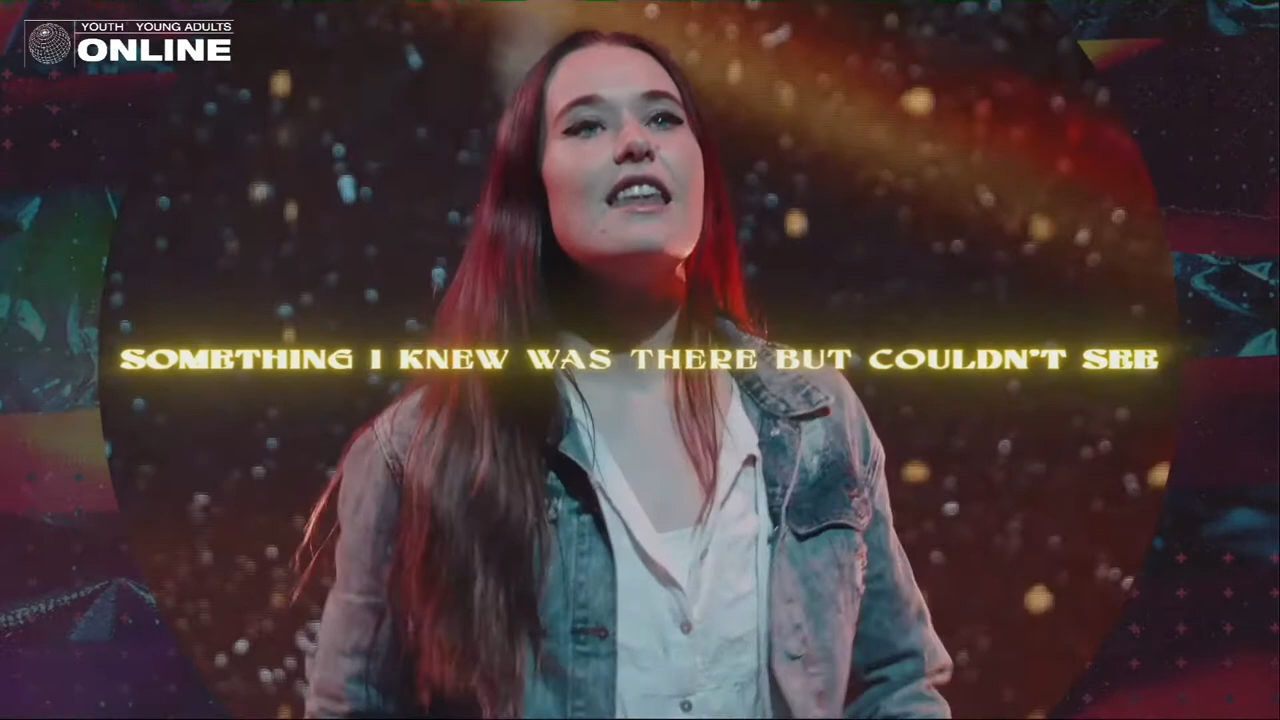 YOUTH YOUNG ADULTS
ONLINE
SOMETHING I KNEW WAS THERE BUT COULDN'T SEE